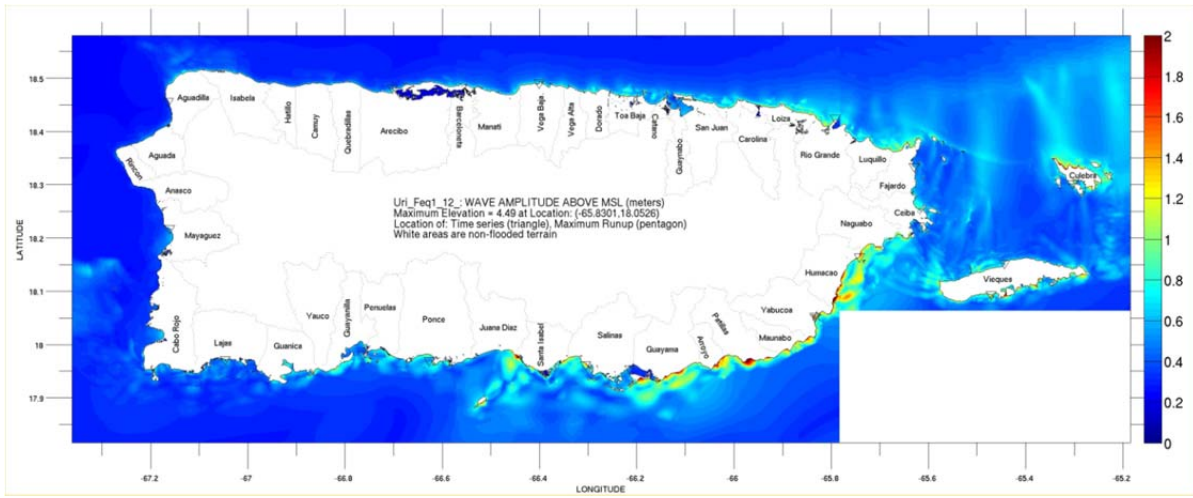 2
1.8
1.6
1.4
1.2
1
0.8
0.6
0.4
0.2
0
18.5
18.4
18.3
18.2
18.1
18
17.9
LATITUDE
Aguadilla
Isabela
Hatillo
Camuy
Quebradillas
Arecibo
Barceloneta
Manati
Vega Baja
Vega Alta
Dorado
Toa Baja
Catano
Guaynabo
San Juan
Carolina
Loiza
Rio Grande
Luquillo
Fajardo
Ceiba
Culebra
Rincon
Aguada
Anasco
Mayaguez
Naguabo
Humacao
Vieques
Uri_Feq1_12_: WAVE AMPLITUDE ABOVE MSL (meters)
Maximum Elevation = 4.49 at Location: (-65.8301,18.0526)
Location of: Time series (triangle), Maximum Runup (pentagon)
White areas are non-flooded terrain
Cabo Rojo
Lajas
Guanica
Yauco
Guayanilla
Penuelas
Ponce
Juana Diaz
Santa Isabel
Salinas
Guayama
Arroyo
Patillas
Yabucoa
Maunabo
-67.2
-67
-66.8
-66.6
-66.4
-66.2
-66
-65.8
-65.6
-65.4
-65.2
LONGITUDE